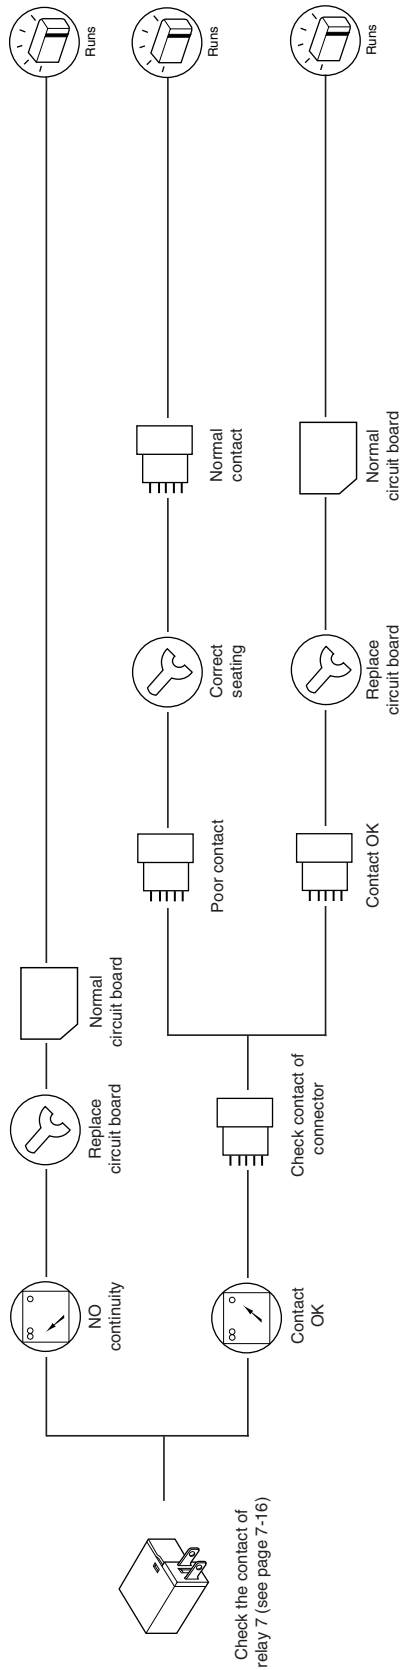 Check the contact of
relay 7 (see page 7-16)
NO
continuity
Replace
circuit board
Normal
circuit board
Runs
Contact
OK
Check contact of
connector
Poor contact
Correct
seating
Normal
contact
Runs
Contact OK
Replace
circuit board
Normal
circuit board
Runs